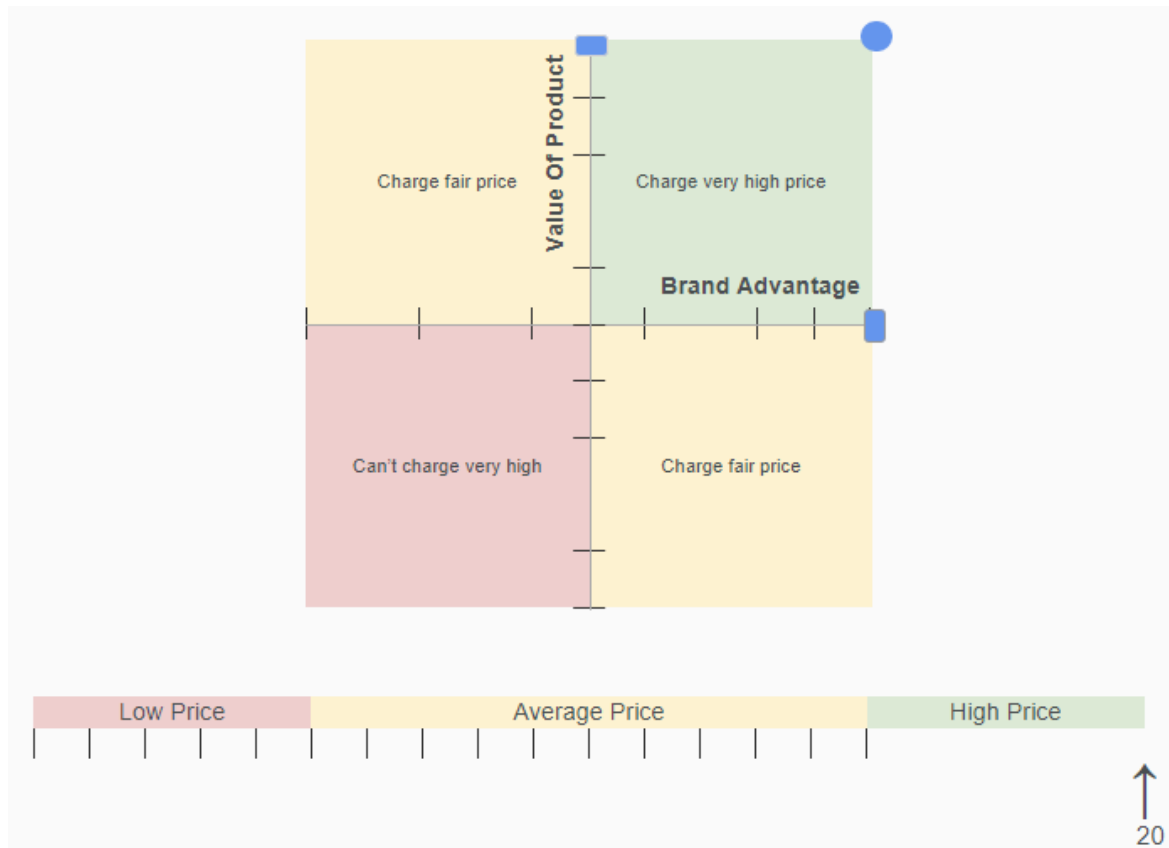 Value Of Product
Charge fair price
Charge very high price
Brand Advantage
Can't charge very high
Charge fair price
Low Price
Average Price
High Price
20